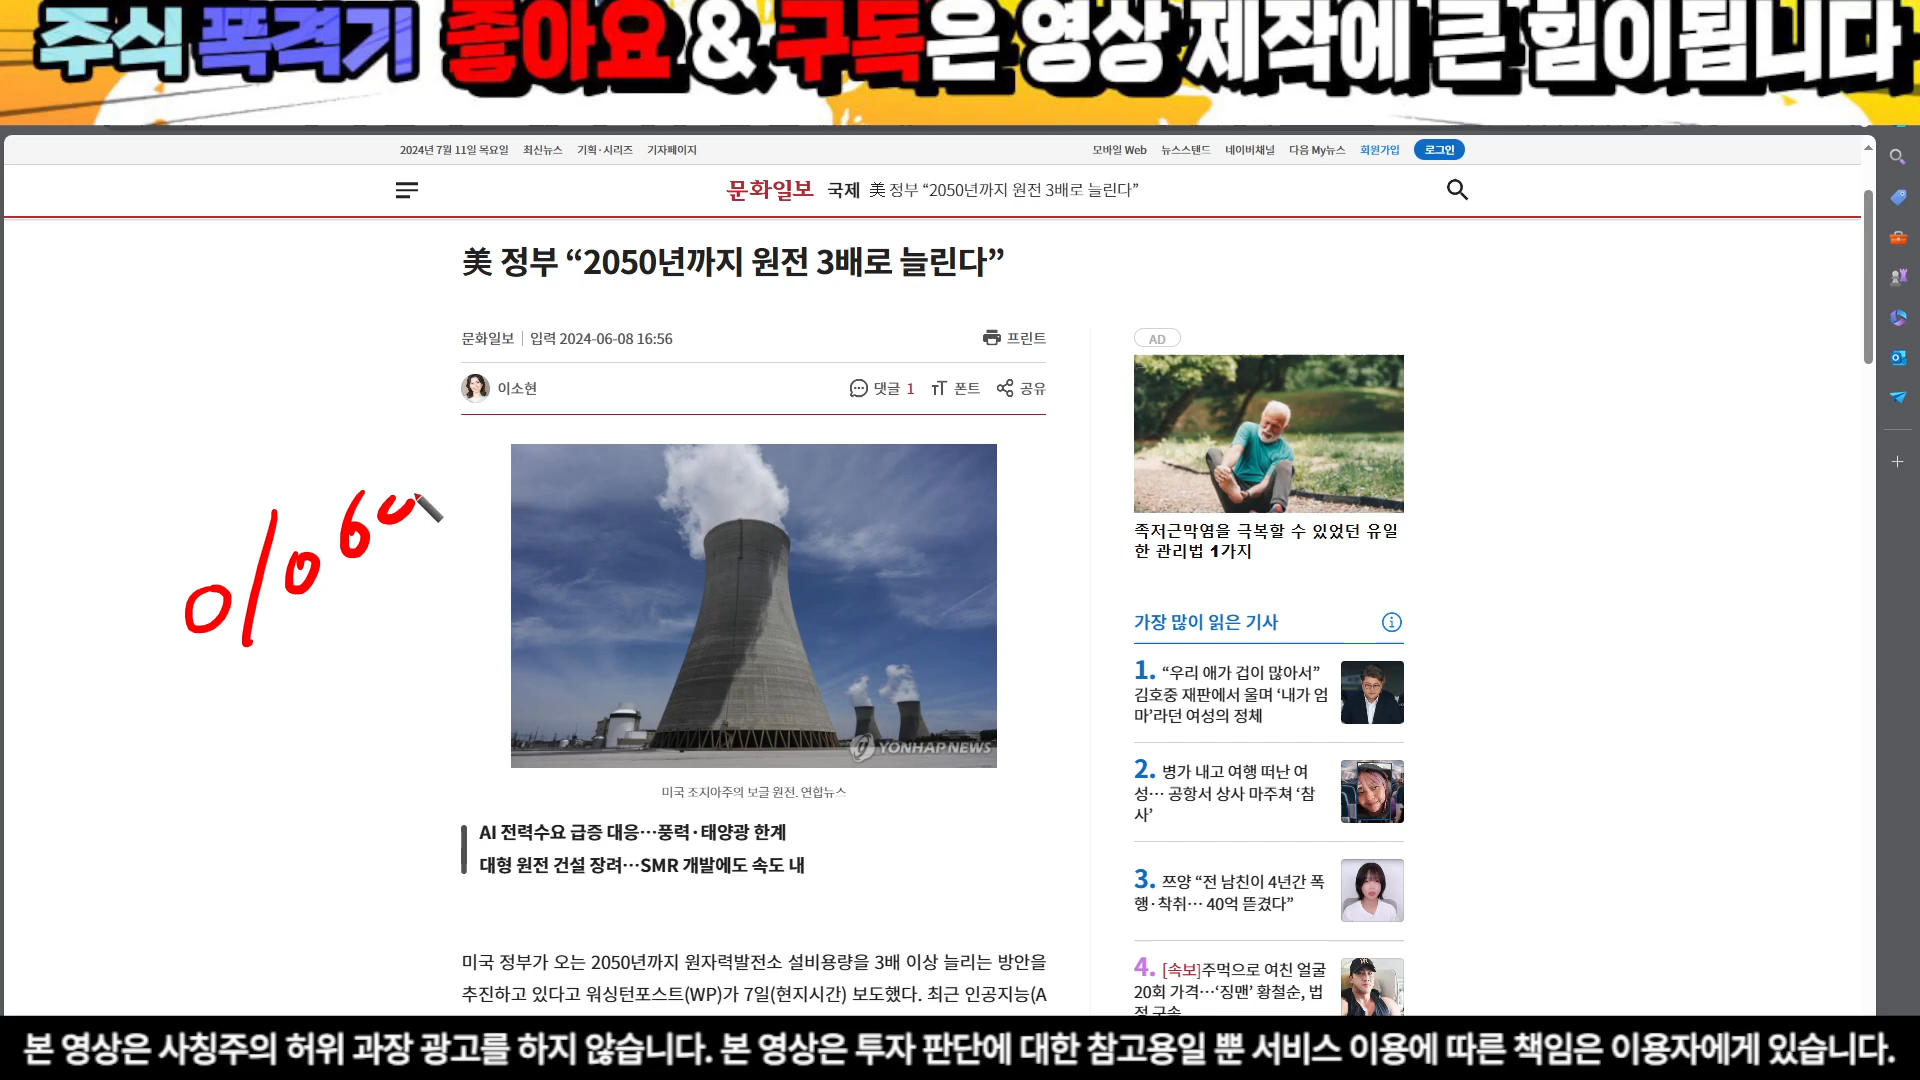 주식 폭격기 좋아요 & 구독은 영상 제작에 큰 힘이됩니다
2024년 7월 11일 목요일 최신뉴스 기획·시리즈 기자페이지 모바일 Web 뉴스스탠드 네이버채널 다음 My뉴스 회원가입 로그인
문화일보 국제 美 정부 “2050년까지 원전 3배로 늘린다”
美 정부 “2050년까지 원전 3배로 늘린다”
문화일보 입력 2024-06-08 16:56 프린트
이소현 댓글 1 폰트 공유
YONHAP NEWS
미국 조지아주의 보글 원전. 연합뉴스
AI 전력수요 급증 대응…풍력·태양광 한계
대형 원전 건설 장려…SMR 개발에도 속도 내
미국 정부가 오는 2050년까지 원자력발전소 설비용량을 3배 이상 늘리는 방안을
추진하고 있다고 워싱턴포스트(WP)가 7일(현지시간) 보도했다. 최근 인공지능(A
AD
족저근막염을 극복할 수 있었던 유일
한 관리법 1가지
가장 많이 읽은 기사
1. “우리 애가 겁이 많아서”
김호중 재판에서 울며 ‘내가 엄
마’라던 여성의 정체
2. 병가 내고 여행 떠난 여
성… 공항서 상사 마주쳐 ‘참
사’
3. 쯔양 “전 남친이 4년간 폭
행·착취… 40억 뜯겼다”
4. [속보]주먹으로 여친 얼굴
20회 가격…‘징맨’ 황철순, 법
정 구속
본 영상은 사칭주의 허위 과장 광고를 하지 않습니다. 본 영상은 투자 판단에 대한 참고용일 뿐 서비스 이용에 따른 책임은 이용자에게 있습니다.